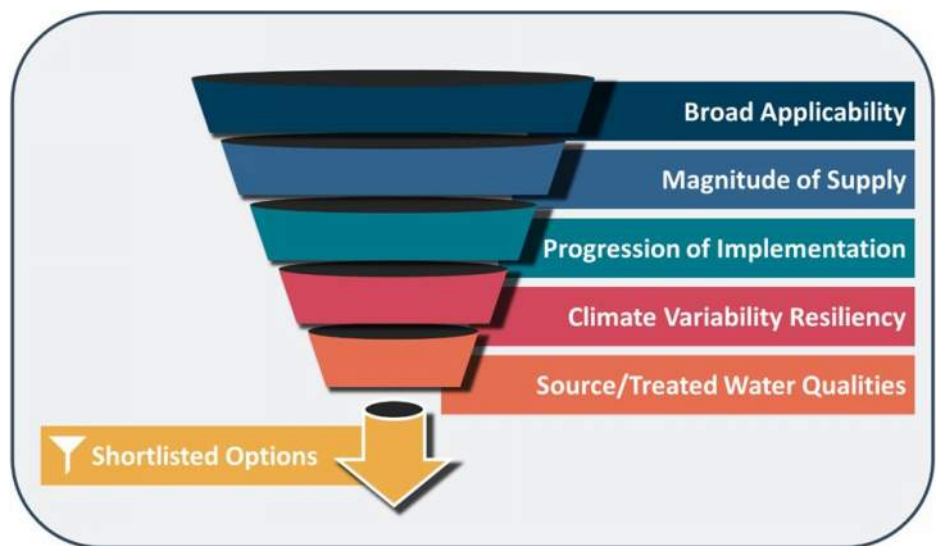 Broad Applicability
Magnitude of Supply
Progression of Implementation
Climate Variability Resiliency
Source/Treated Water Qualities
Shortlisted Options